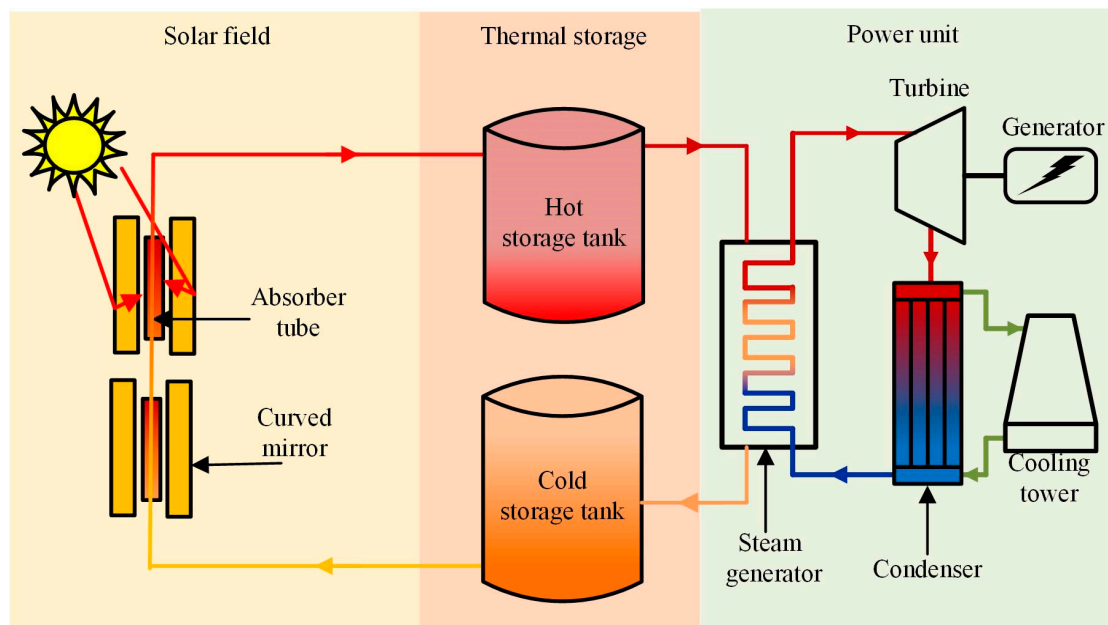 Solar field
Thermal storage
Power unit
Turbine
Generator
Hot
storage tank
Absorber
tube
Curved
mirror
Cold
storage tank
Cooling
tower
Steam
generator
Condenser